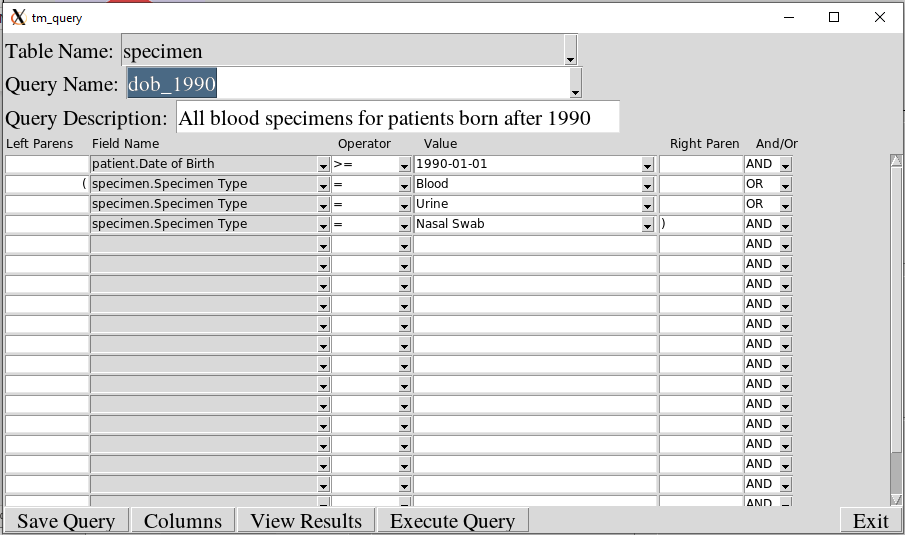 tm_query
Table Name: specimen
Query Name: dob_1990
Query Description: All blood specimens for patients born after 1990
Left Parens Field Name Operator Value Right Paren And/Or
patient.Date of Birth >= 1990-01-01 AND
( specimen.Specimen Type = Blood OR
specimen.Specimen Type = Urine OR
specimen.Specimen Type = Nasal Swab ) AND
AND
AND
AND
AND
AND
AND
AND
AND
AND
AND
AND
AND
AND
AND
Save Query Columns View Results Execute Query Exit